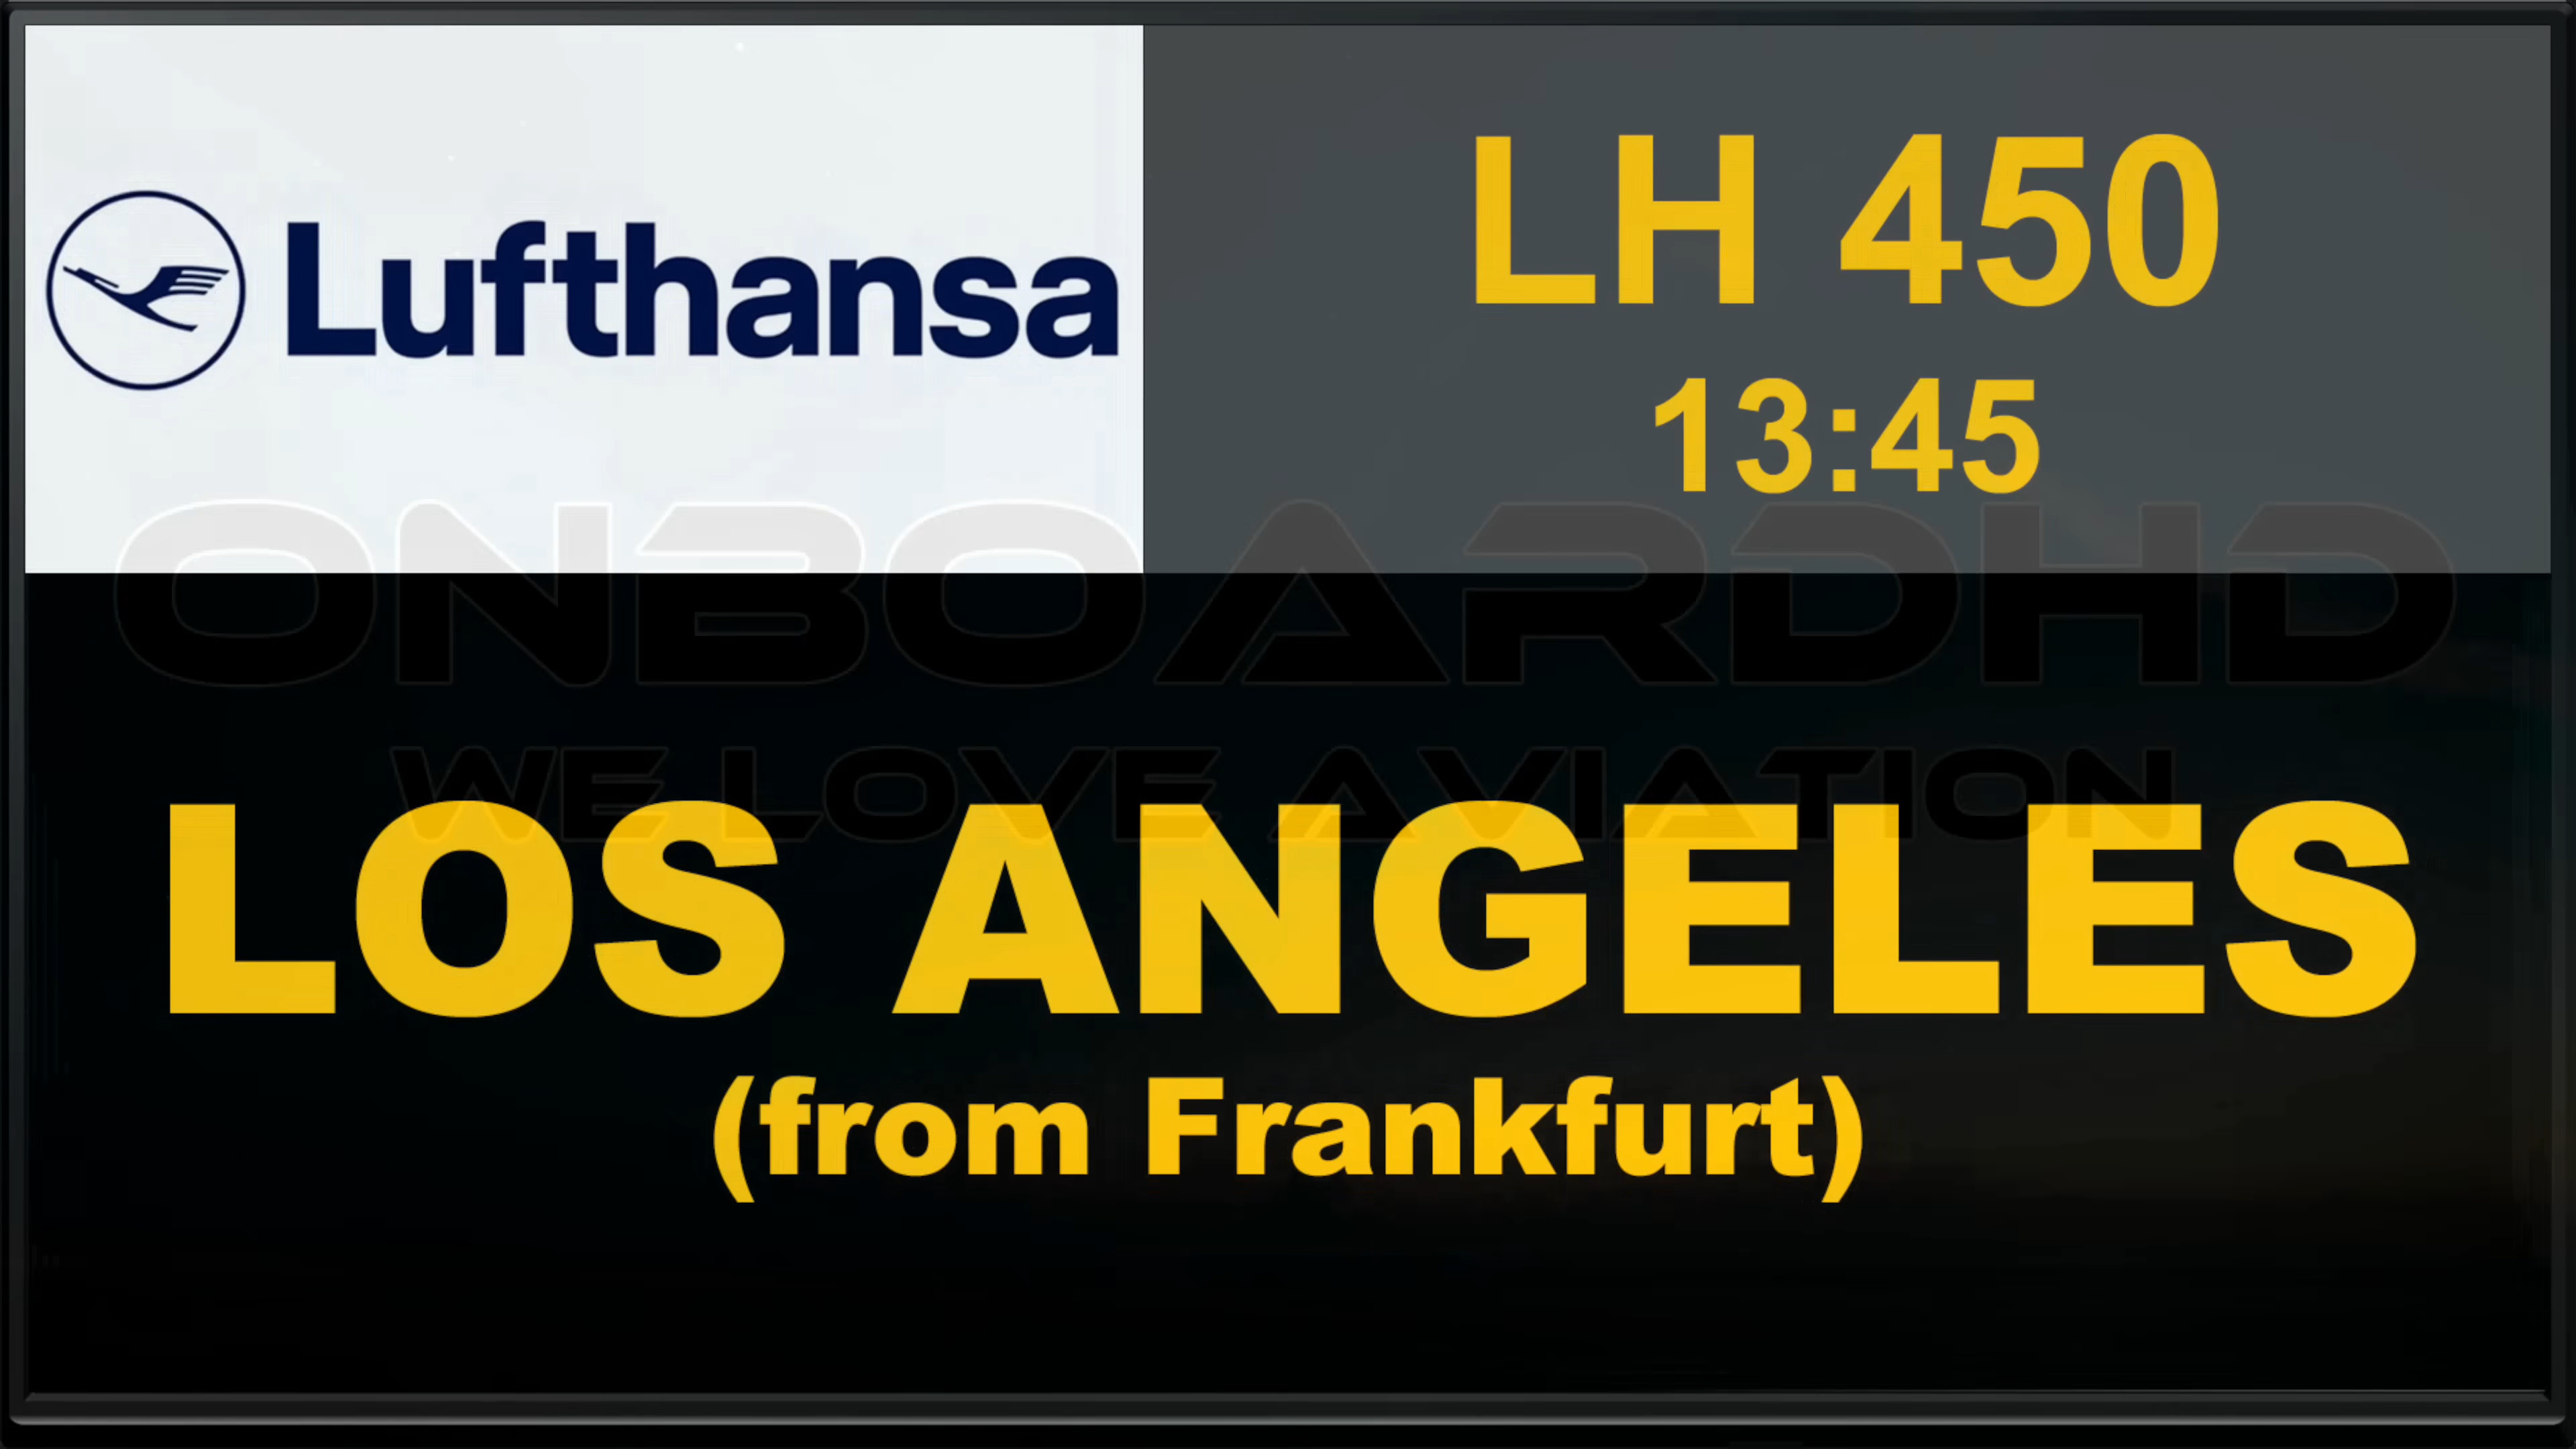 Lufthansa
LH 450
13:45
ONBOARDHD
WE LOVE AVIATION
LOS ANGELES
(from Frankfurt)